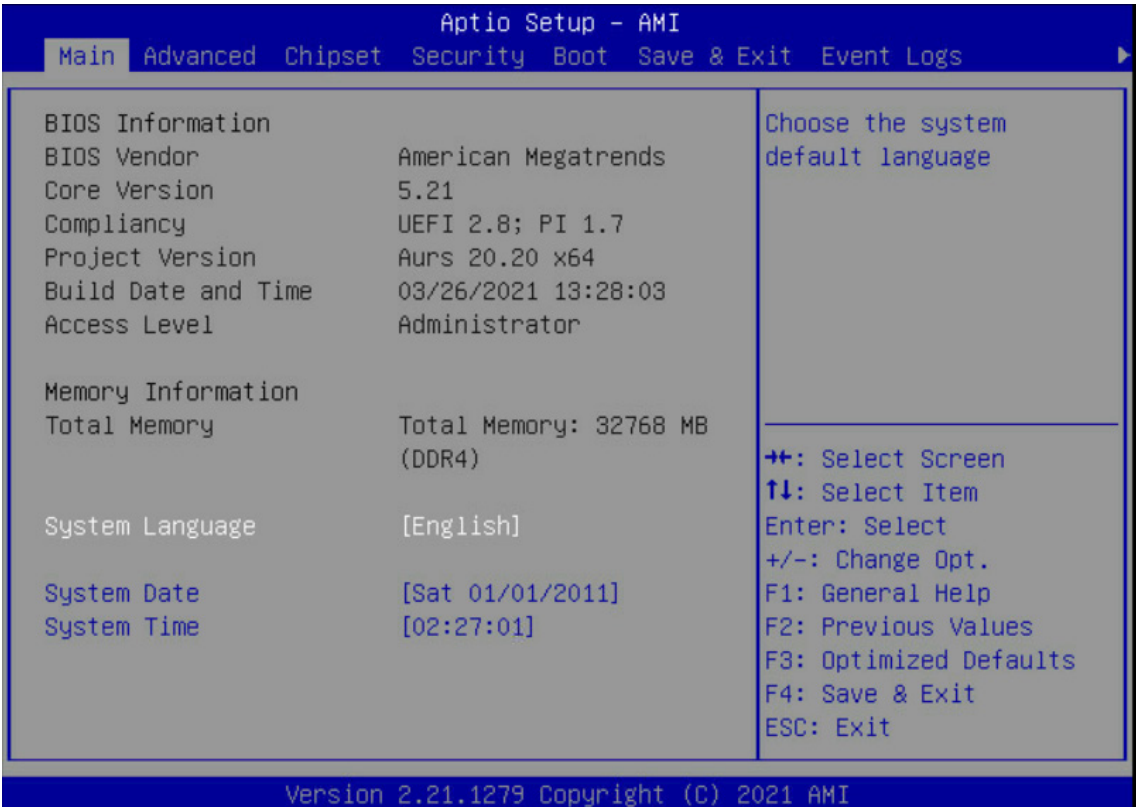 Aptio Setup – AMI
Main Advanced Chipset Security Boot Save & Exit Event Logs
BIOS Information
BIOS Vendor American Megatrends
Core Version 5.21
Compliancy UEFI 2.8; PI 1.7
Project Version Aurs 20.20 x64
Build Date and Time 03/26/2021 13:28:03
Access Level Administrator
Memory Information
Total Memory Total Memory: 32768 MB
(DDR4)
System Language [English]
System Date [Sat 01/01/2011]
System Time [02:27:01]
Choose the system
default language
→←: Select Screen
↑↓: Select Item
Enter: Select
+/-: Change Opt.
F1: General Help
F2: Previous Values
F3: Optimized Defaults
F4: Save & Exit
ESC: Exit
Version 2.21.1279 Copyright (C) 2021 AMI